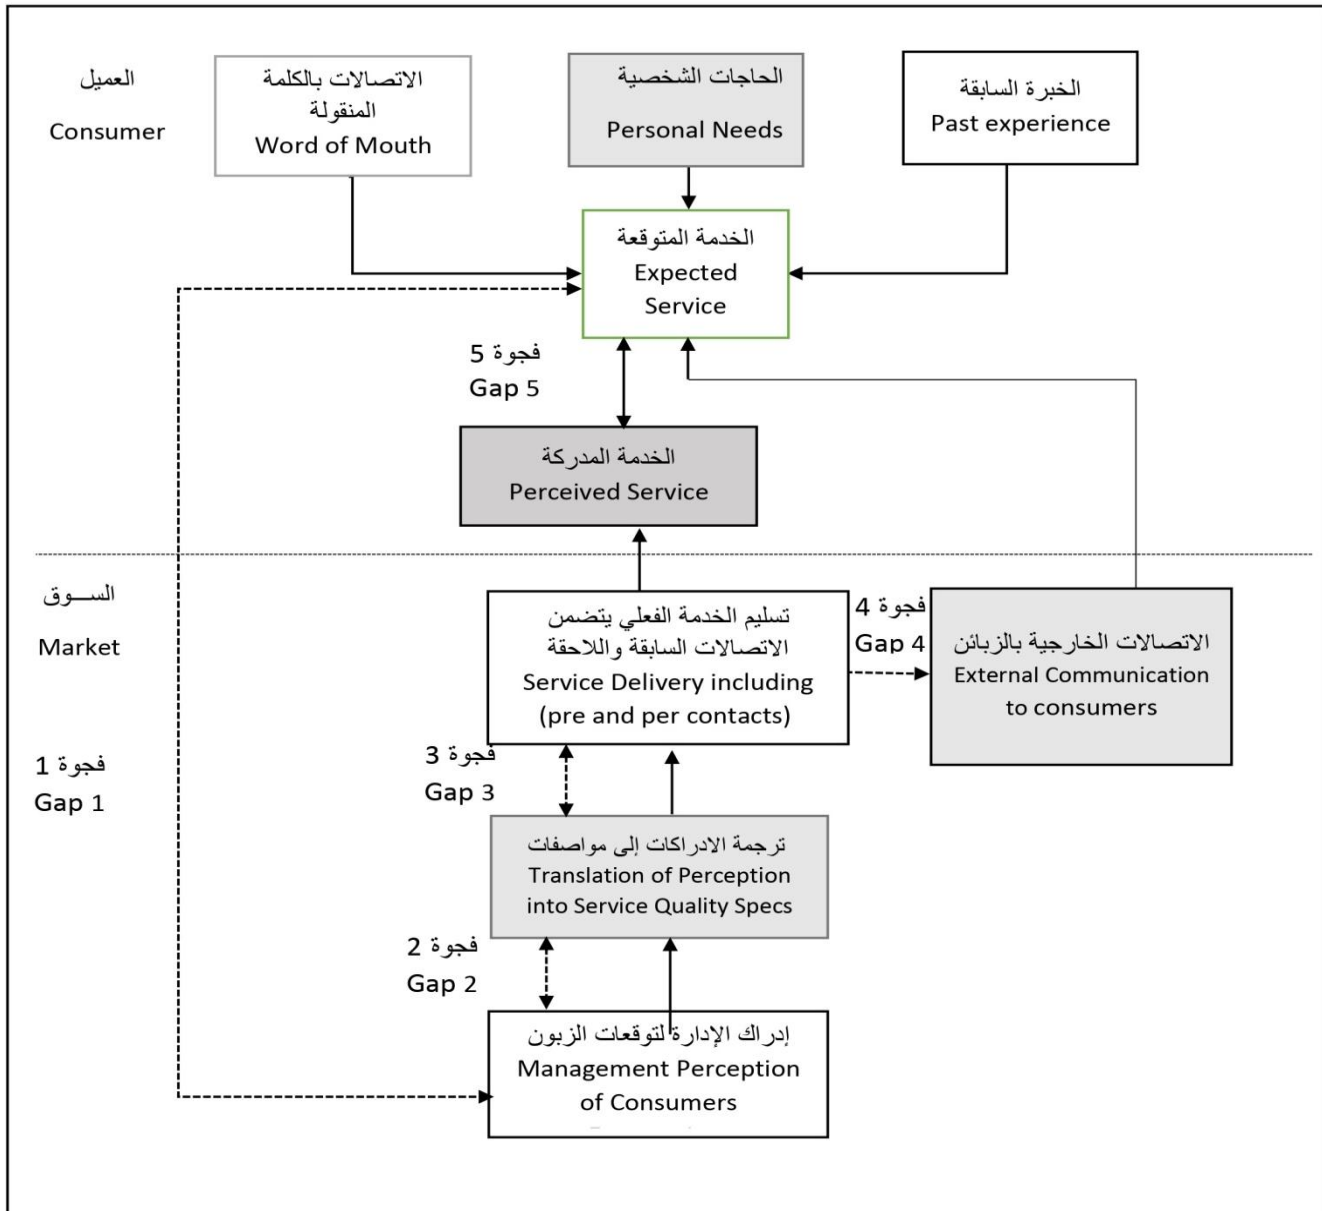 العميل
Consumer
الاتصالات بالكلمة
المنقولة
Word of Mouth
الحاجات الشخصية
Personal Needs
الخبرة السابقة
Past experience
الخدمة المتوقعة
Expected
Service
فجوة 5
Gap 5
الخدمة المدركة
Perceived Service
السـوق
Market
تسليم الخدمة الفعلي يتضمن
الاتصالات السابقة واللاحقة
Service Delivery including
(pre and per contacts)
فجوة 4
Gap 4
الاتصالات الخارجية بالزبائن
External Communication
to consumers
فجوة 1
Gap 1
فجوة 3
Gap 3
ترجمة الادراكات إلى مواصفات
Translation of Perception
into Service Quality Specs
فجوة 2
Gap 2
إدراك الإدارة لتوقعات الزبون
Management Perception
of Consumers